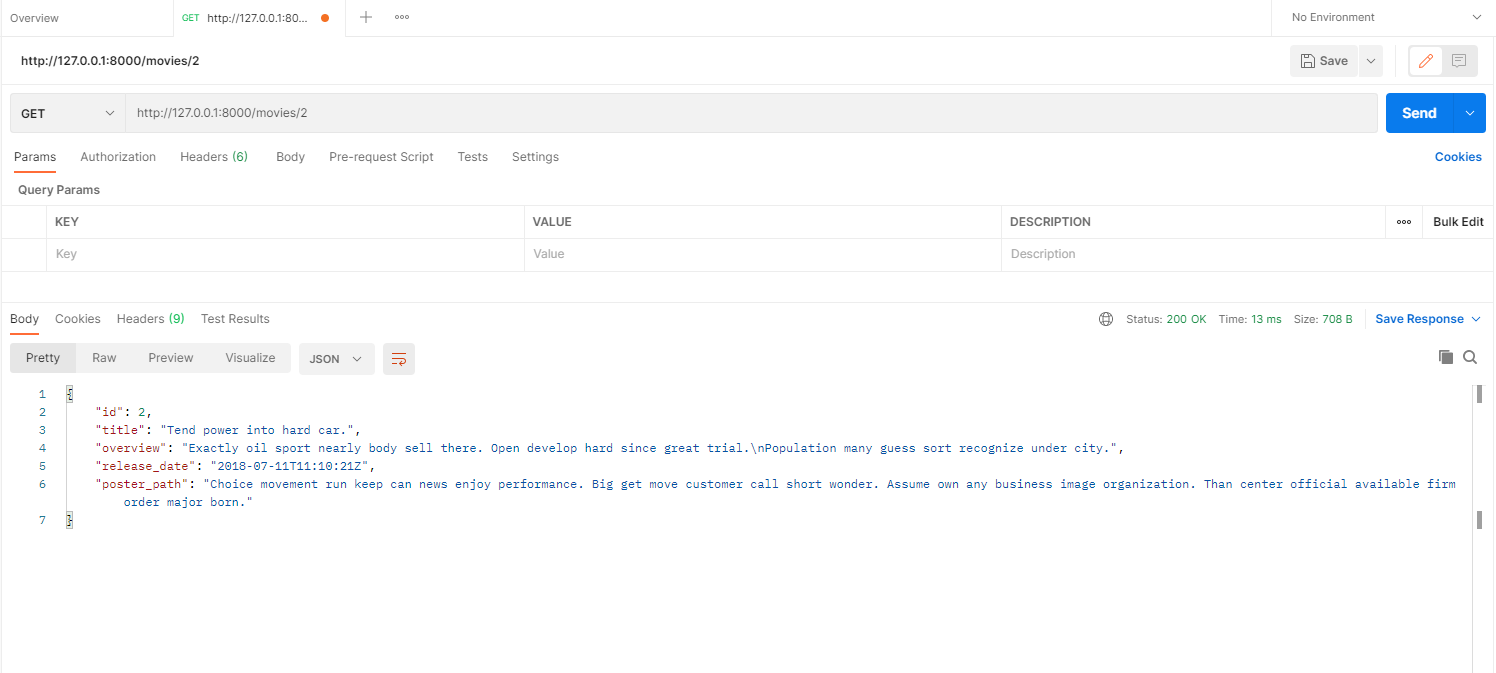 Overview
GET http://127.0.0.1:80...
No Environment
http://127.0.0.1:8000/movies/2
Save
GET
http://127.0.0.1:8000/movies/2
Send
Params Authorization Headers (6) Body Pre-request Script Tests Settings Cookies
Query Params
KEY VALUE DESCRIPTION Bulk Edit
Key Value Description
Body Cookies Headers (9) Test Results Status: 200 OK Time: 13 ms Size: 708 B Save Response
Pretty Raw Preview Visualize JSON
1 {
2 "id": 2,
3 "title": "Tend power into hard car.",
4 "overview": "Exactly oil sport nearly body sell there. Open develop hard since great trial.\nPopulation many guess sort recognize under city.",
5 "release_date": "2018-07-11T11:10:21Z",
6 "poster_path": "Choice movement run keep can news enjoy performance. Big get move customer call short wonder. Assume own any business image organization. Than center official available firm
order major born."
7 }